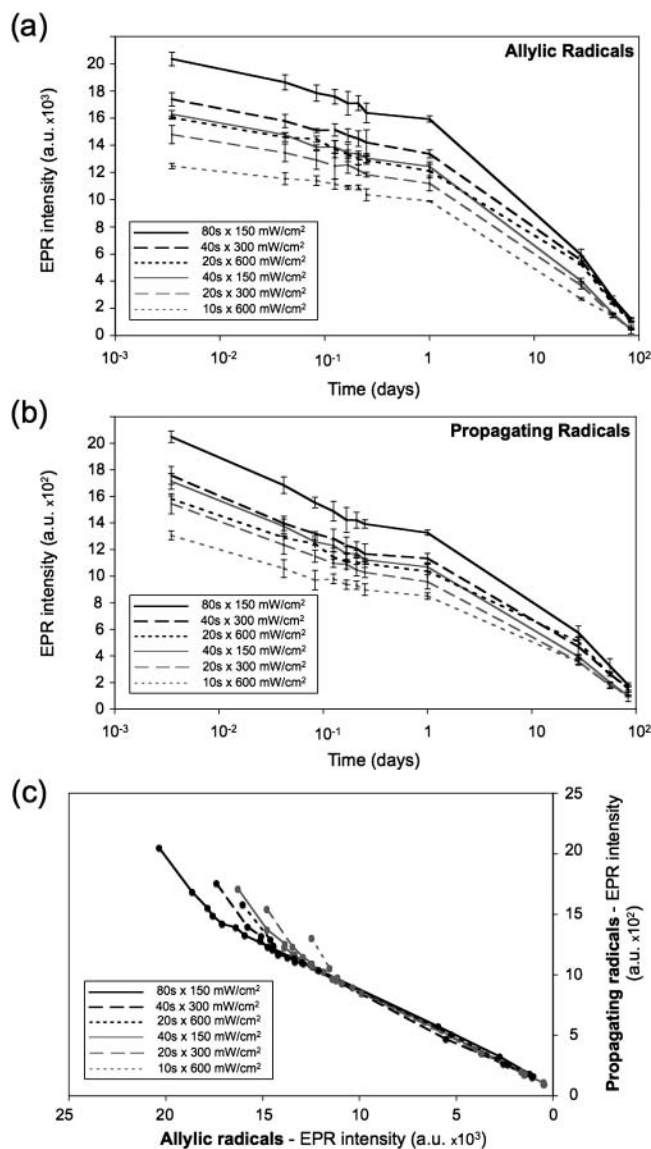 (a)
Allylic Radicals
EPR intensity (a.u. x10³)
20
18
16
14
12
10
8
6
4
2
0
80s x 150 mW/cm²
40s x 300 mW/cm²
20s x 600 mW/cm²
40s x 150 mW/cm²
20s x 300 mW/cm²
10s x 600 mW/cm²
10⁻³ 10⁻² 10⁻¹ 1 10 10²
Time (days)
(b)
Propagating Radicals
EPR intensity (a.u. x10²)
20
18
16
14
12
10
8
6
4
2
0
80s x 150 mW/cm²
40s x 300 mW/cm²
20s x 600 mW/cm²
40s x 150 mW/cm²
20s x 300 mW/cm²
10s x 600 mW/cm²
10⁻³ 10⁻² 10⁻¹ 1 10 10²
Time (days)
(c)
25
20
15
10
5
0
Propagating radicals - EPR intensity
(a.u. x10²)
80s x 150 mW/cm²
40s x 300 mW/cm²
20s x 600 mW/cm²
40s x 150 mW/cm²
20s x 300 mW/cm²
10s x 600 mW/cm²
25 20 15 10 5 0
Allylic radicals - EPR intensity (a.u. x10³)